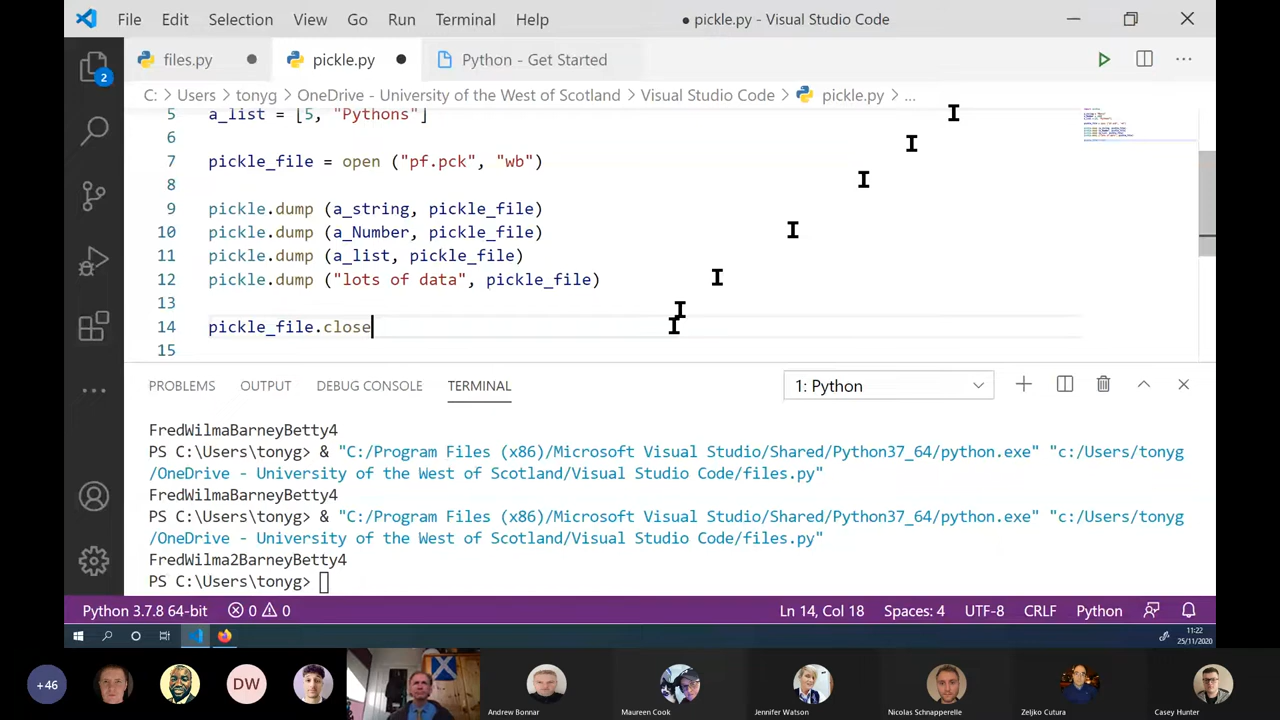 File Edit Selection View Go Run Terminal Help ● pickle.py - Visual Studio Code
files.py pickle.py Python - Get Started
C: > Users > tonyg > OneDrive - University of the West of Scotland > Visual Studio Code > pickle.py > ...
5 a_list = [5, "Pythons"]
6
7 pickle_file = open ("pf.pck", "wb")
8
9 pickle.dump (a_string, pickle_file)
10 pickle.dump (a_Number, pickle_file)
11 pickle.dump (a_list, pickle_file)
12 pickle.dump ("lots of data", pickle_file)
13
14 pickle_file.close
15
2
PROBLEMS OUTPUT DEBUG CONSOLE TERMINAL 1: Python
FredWilmaBarneyBetty4
PS C:\Users\tonyg> & "C:/Program Files (x86)/Microsoft Visual Studio/Shared/Python37_64/python.exe" "c:/Users/tonyg
/OneDrive - University of the West of Scotland/Visual Studio Code/files.py"
FredWilmaBarneyBetty4
PS C:\Users\tonyg> & "C:/Program Files (x86)/Microsoft Visual Studio/Shared/Python37_64/python.exe" "c:/Users/tonyg
/OneDrive - University of the West of Scotland/Visual Studio Code/files.py"
FredWilma2BarneyBetty4
PS C:\Users\tonyg>
Python 3.7.8 64-bit 0 0 Ln 14, Col 18 Spaces: 4 UTF-8 CRLF Python
11:22
25/11/2020
+46 DW
Andrew Bonnar Maureen Cook Jennifer Watson Nicolas Schnapperelle Zeljko Cutura Casey Hunter